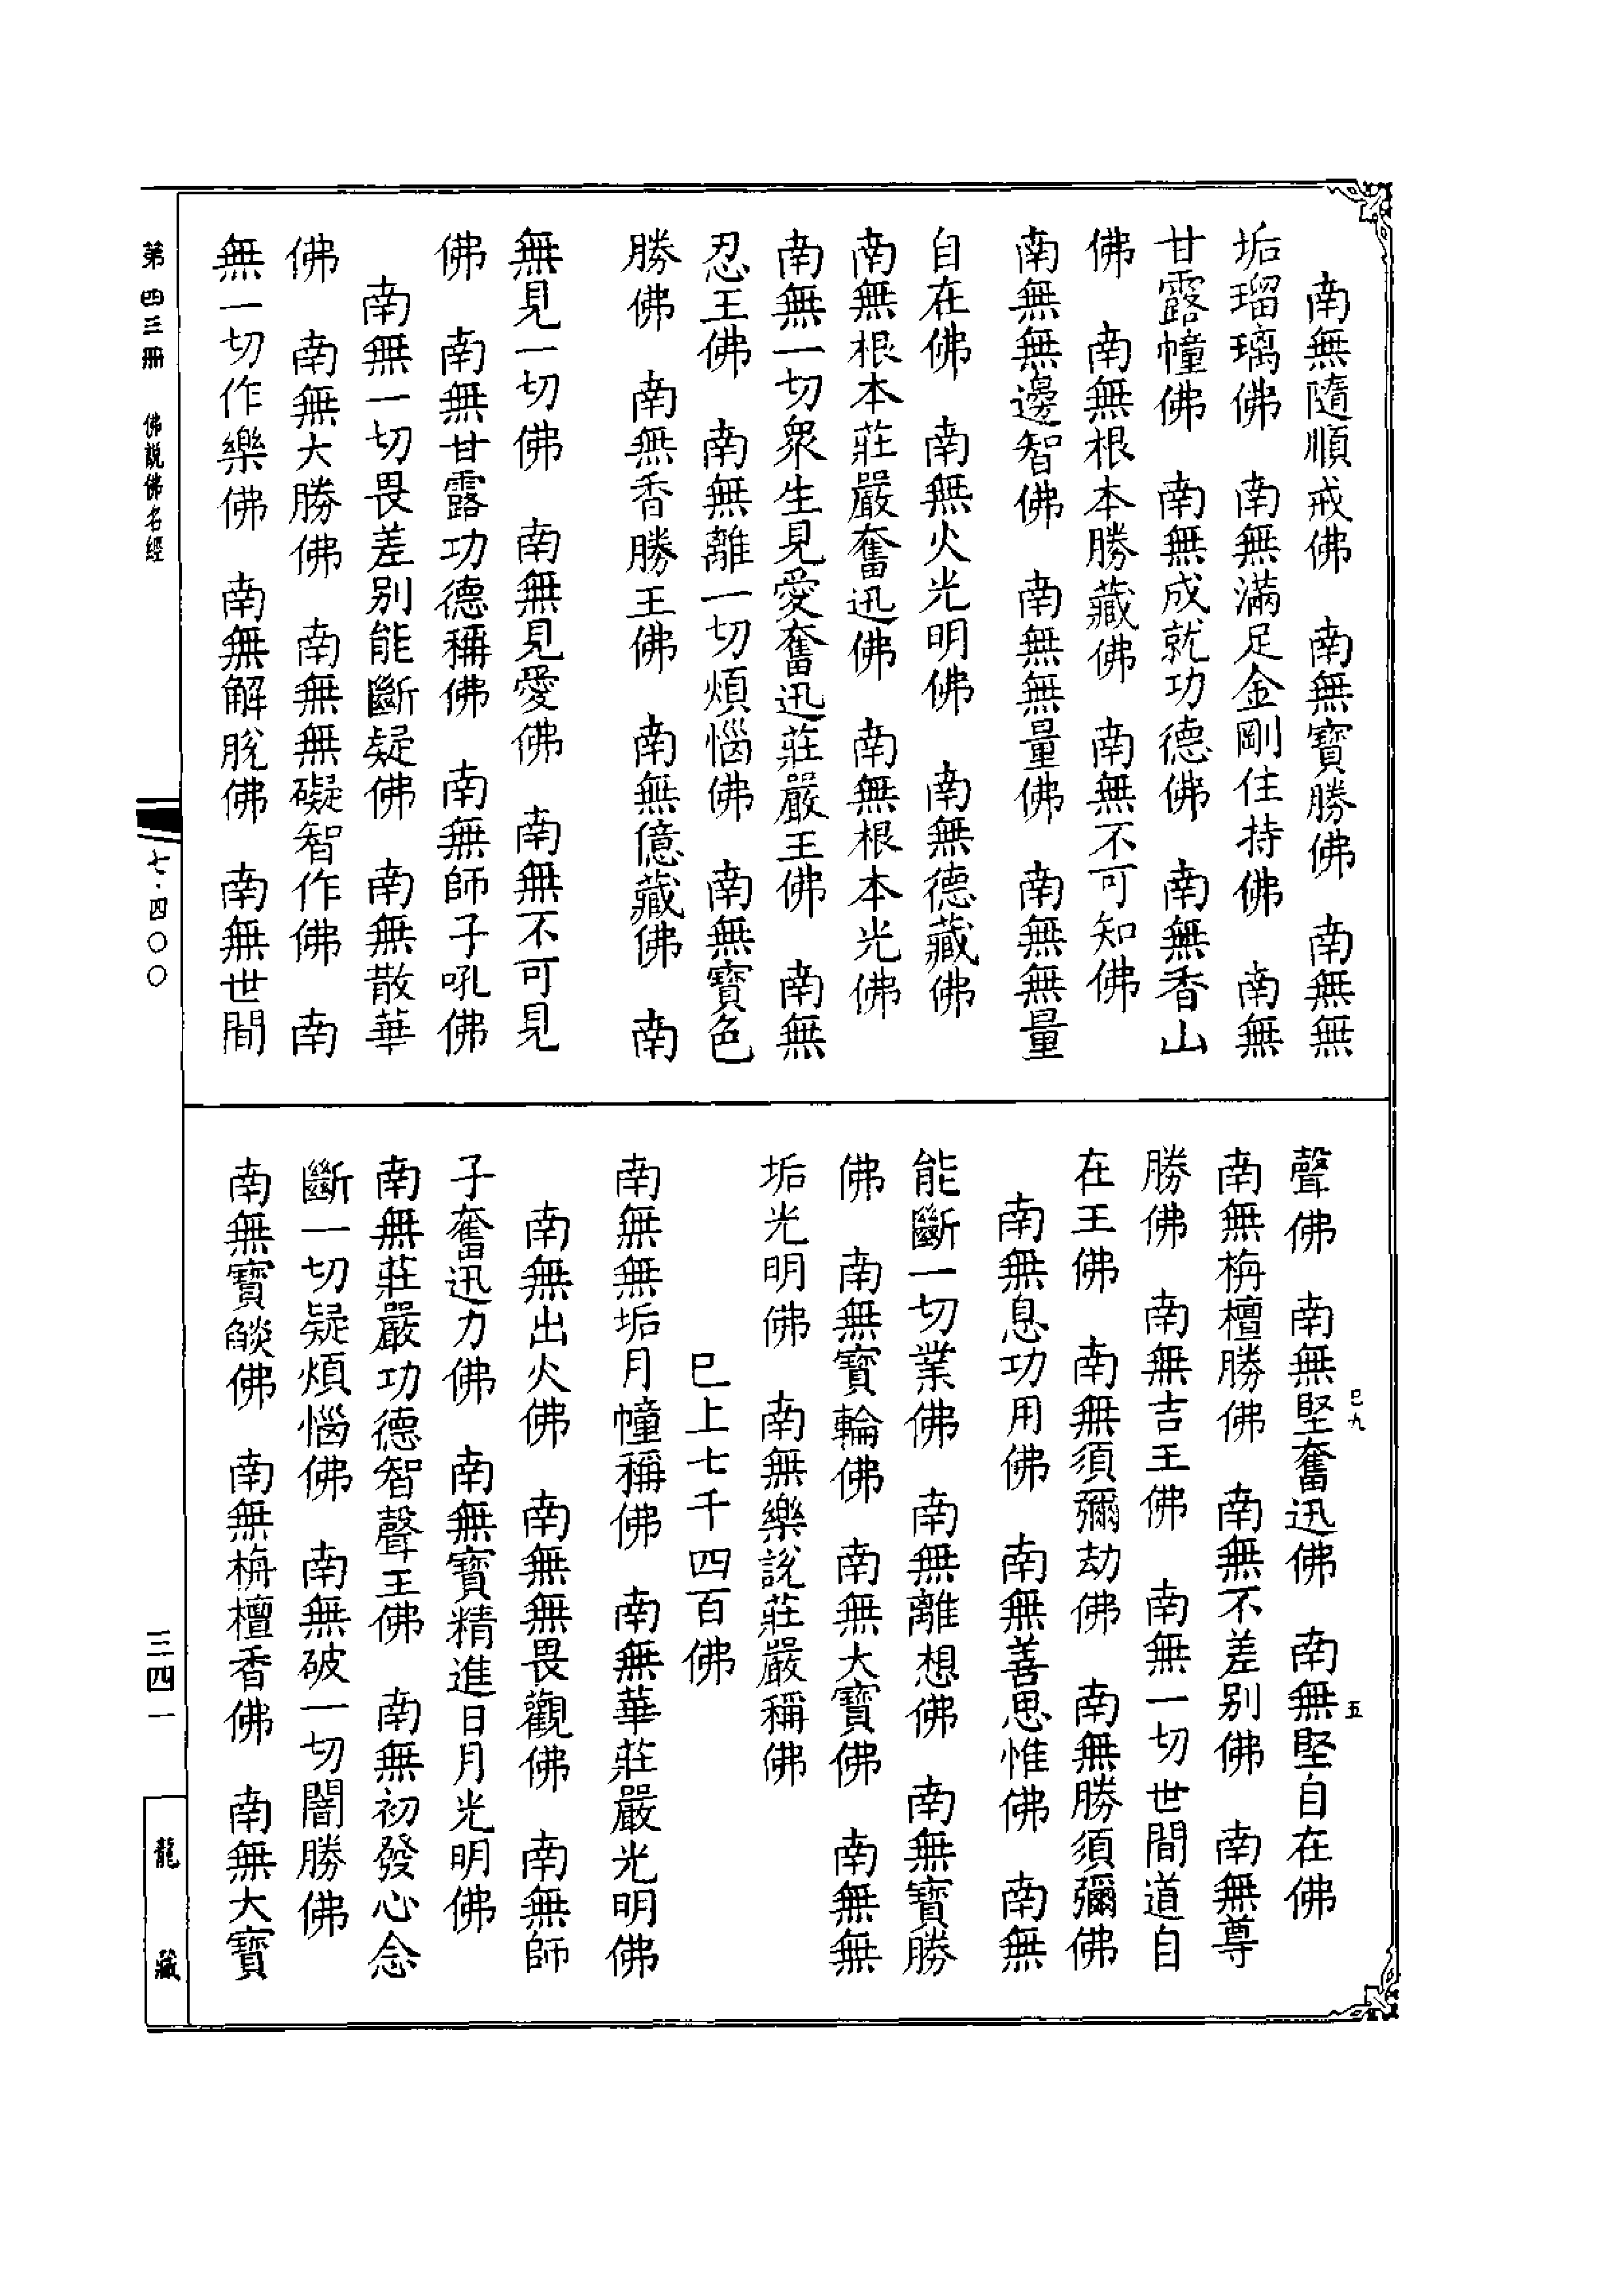 南無隨順戒佛　南無寶勝佛　南無無
垢瑠璃佛　南無滿足金剛住持佛　南無
甘露幢佛　南無成就功德佛　南無香山
佛　南無根本勝藏佛　南無不可知佛
南無無邊智佛　南無無量佛　南無無量
自在佛　南無火光明佛　南無德藏佛
南無根本莊嚴奮迅佛　南無根本光佛
南無一切衆生見愛奮迅莊嚴王佛　南無
忍王佛　南無離一切煩惱佛　南無寶色
勝佛　南無香勝王佛　南無億藏佛　南
無見一切佛　南無見愛佛　南無不可見
佛　南無甘露功德稱佛　南無師子吼佛
南無一切畏差别能斷疑佛　南無散華
佛　南無大勝佛　南無無礙智作佛　南
無一切作樂佛　南無解脫佛　南無世間
聲佛　南無堅奮迅佛　南無堅自在佛
南無栴檀勝佛　南無不差别佛　南無尊
勝佛　南無吉王佛　南無一切世間道自
在王佛　南無須彌劫佛　南無勝須彌佛
南無息功用佛　南無善思惟佛　南無
能斷一切業佛　南無離想佛　南無寶勝
佛　南無寶輪佛　南無大寶佛　南無無
垢光明佛　南無樂說莊嚴稱佛
已上七千四百佛
南無無垢月幢稱佛　南無華莊嚴光明佛
南無出火佛　南無無畏觀佛　南無師
子奮迅力佛　南無寶精進日月光明佛
南無莊嚴功德智聲王佛　南無初發心念
斷一切疑煩惱佛　南無破一切闇勝佛
南無寶燄佛　南無栴檀香佛　南無大寶
巳九　五
第四三册　佛說佛名經
七·四〇〇
三四一
龍藏